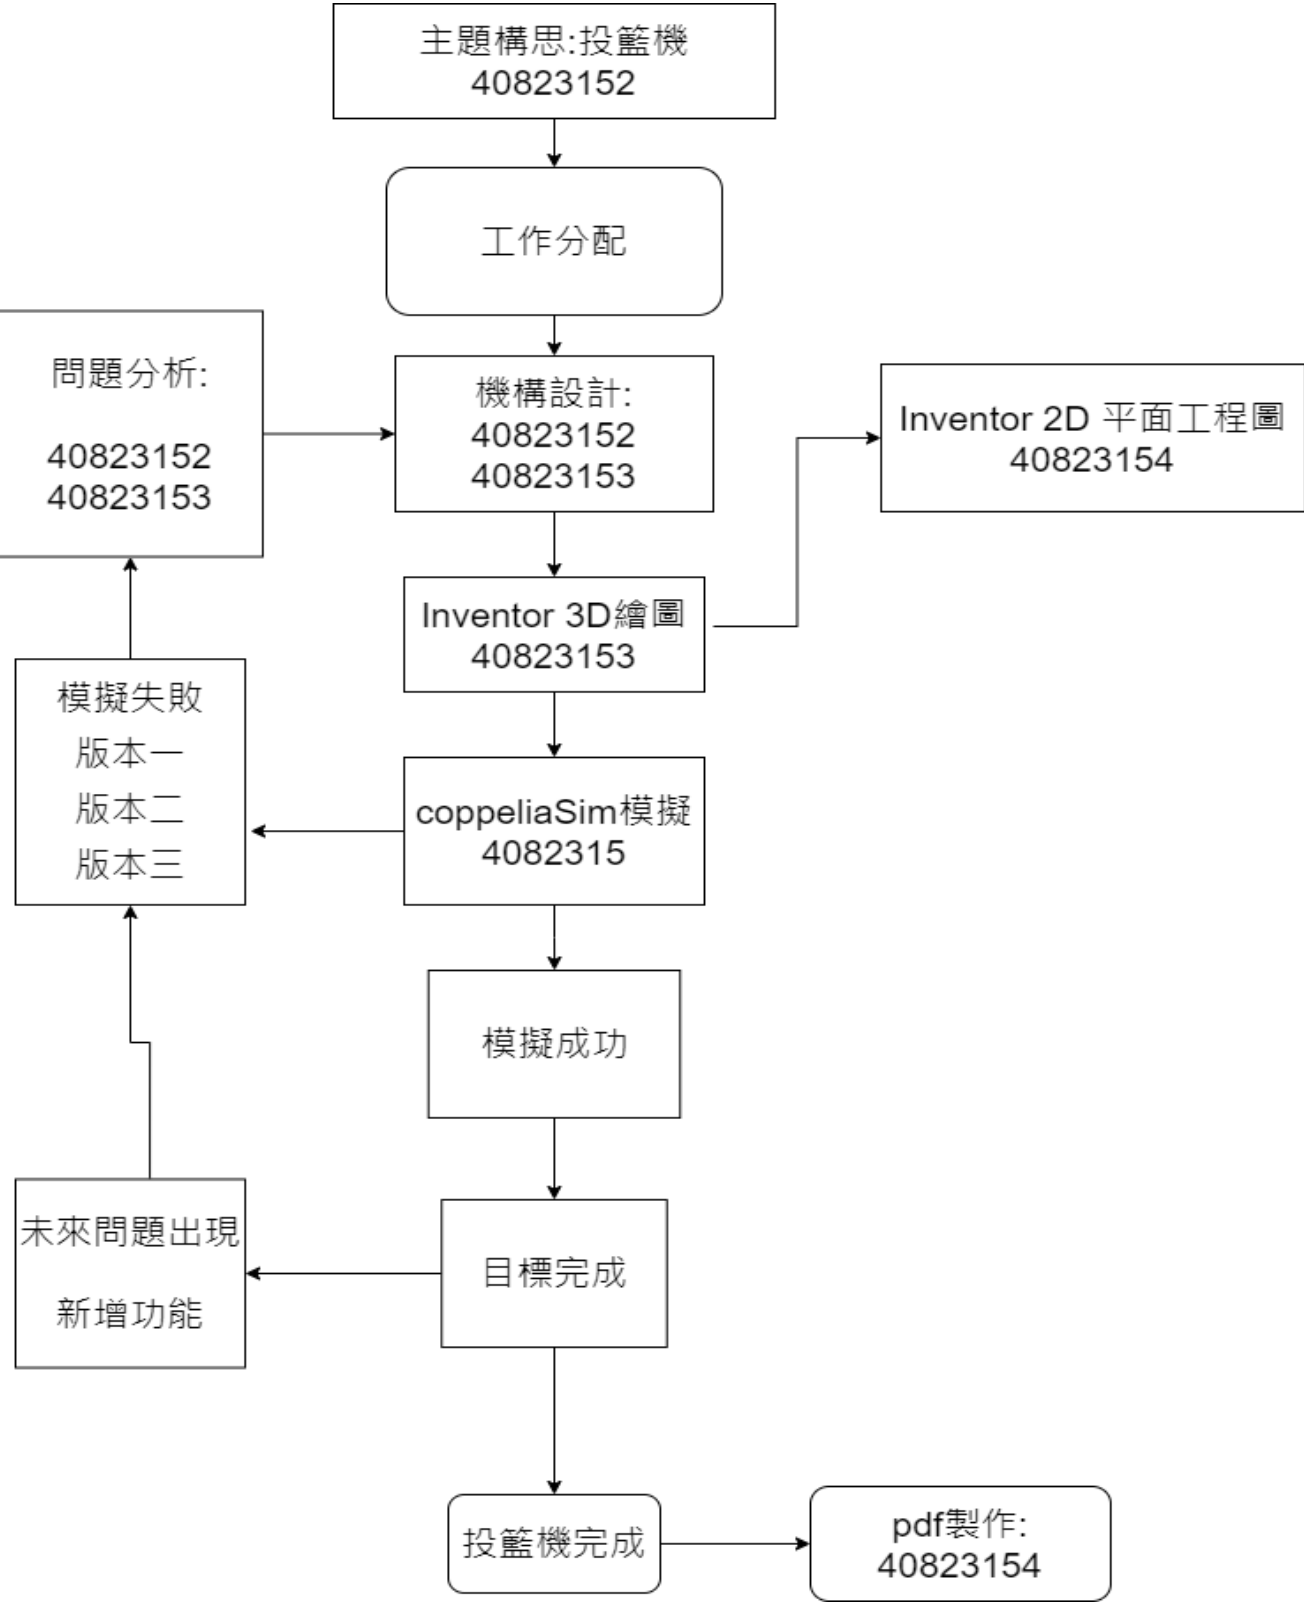 主題構思:投籃機
40823152
工作分配
問題分析:
40823152
40823153
機構設計:
40823152
40823153
Inventor 2D 平面工程圖
40823154
Inventor 3D繪圖
40823153
模擬失敗
版本一
版本二
版本三
coppeliaSim模擬
4082315
模擬成功
未來問題出現
新增功能
目標完成
投籃機完成
pdf製作:
40823154